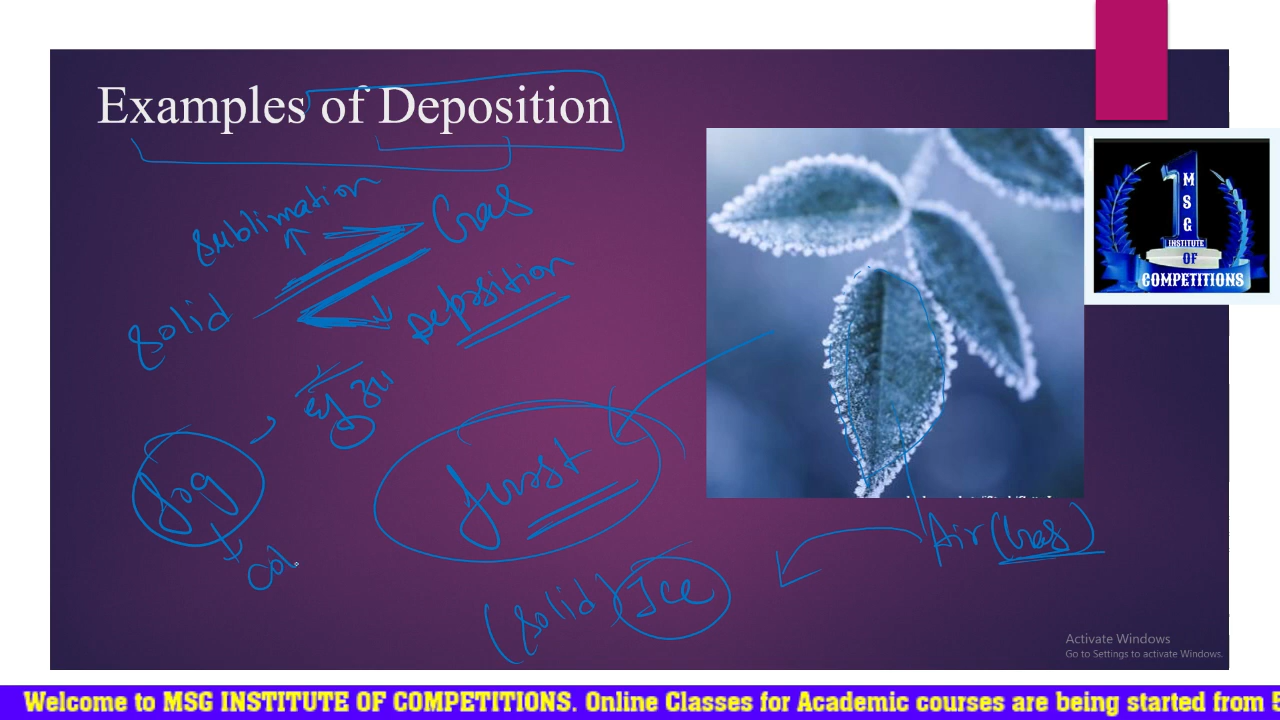 Examples of Deposition
Sublimation
Gas
Solid
Deposition
fog
frost
Air (Gas)
(Solid) Ice
M
S
G
INSTITUTE
OF
COMPETITIONS
Activate Windows
Go to Settings to activate Windows.
Welcome to MSG INSTITUTE OF COMPETITIONS. Online Classes for Academic courses are being started from 5